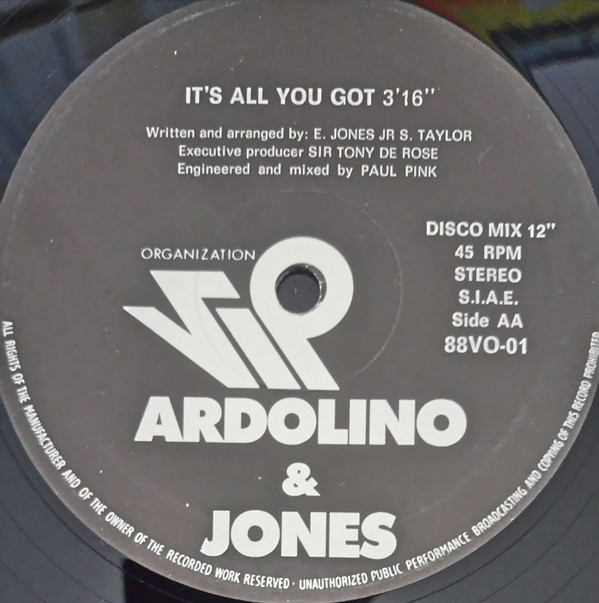 IT'S ALL YOU GOT 3'16''
Written and arranged by: E. JONES JR S. TAYLOR
Executive producer SIR TONY DE ROSE
Engineered and mixed by PAUL PINK
DISCO MIX 12''
45 RPM
STEREO
S.I.A.E.
Side AA
88VO-01
ORGANIZATION
VIP
ARDOLINO
&
JONES
ALL RIGHTS OF THE MANUFACTURER AND OF THE OWNER OF THE RECORDED WORK RESERVED · UNAUTHORIZED PUBLIC PERFORMANCE BROADCASTING AND COPYING OF THIS RECORD PROHIBITED